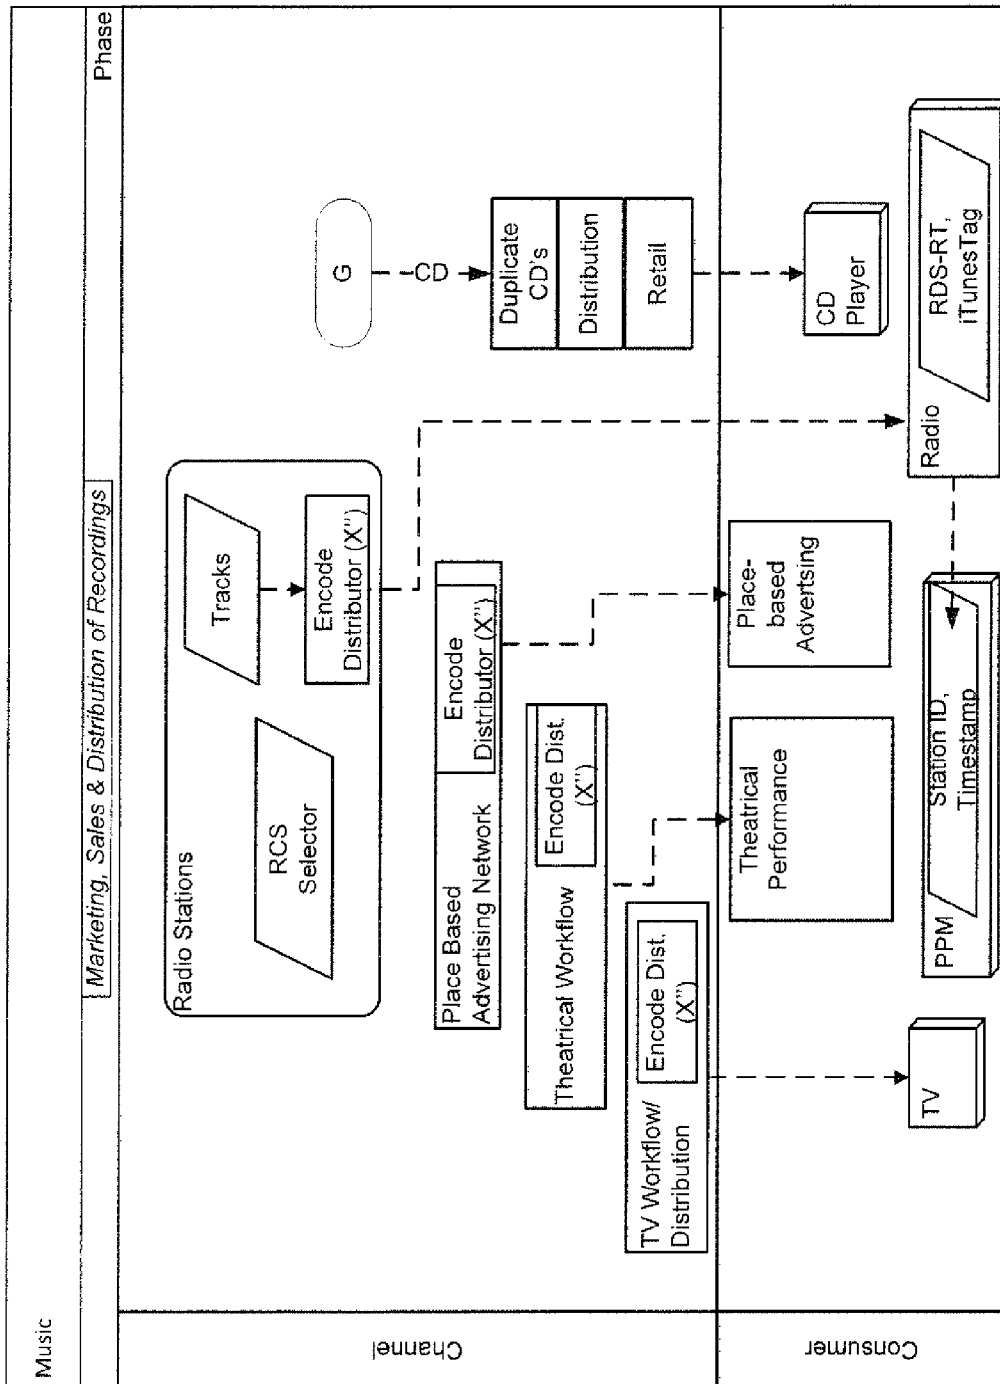 Music
Marketing, Sales & Distribution of Recordings
Phase
Channel
Radio Stations
RCS
Selector
Tracks
Encode
Distributor (X")
G
CD
Place Based
Advertising Network
Encode
Distributor (X")
Theatrical Workflow
Encode Dist.
(X")
TV Workflow/
Distribution
Encode Dist.
(X")
Duplicate
CD's
Distribution
Retail
Consumer
TV
Theatrical
Performance
Place-
based
Advertsing
PPM
Station ID,
Timestamp
Radio
RDS-RT,
iTunesTag
CD
Player